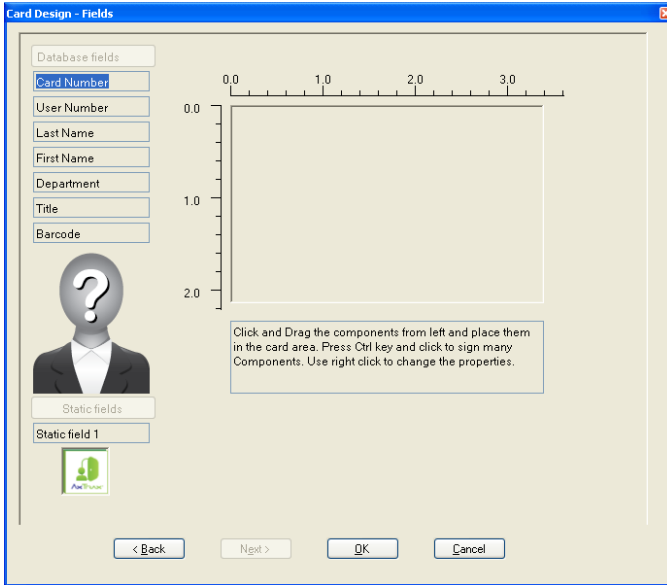 Card Design - Fields
Database fields
Card Number
User Number
Last Name
First Name
Department
Title
Barcode
0.0 1.0 2.0 3.0
0.0
1.0
2.0
Click and Drag the components from left and place them
in the card area. Press Ctrl key and click to sign many
Components. Use right click to change the properties.
?
Static fields
Static field 1
AxTrax
< Back
Next >
OK
Cancel